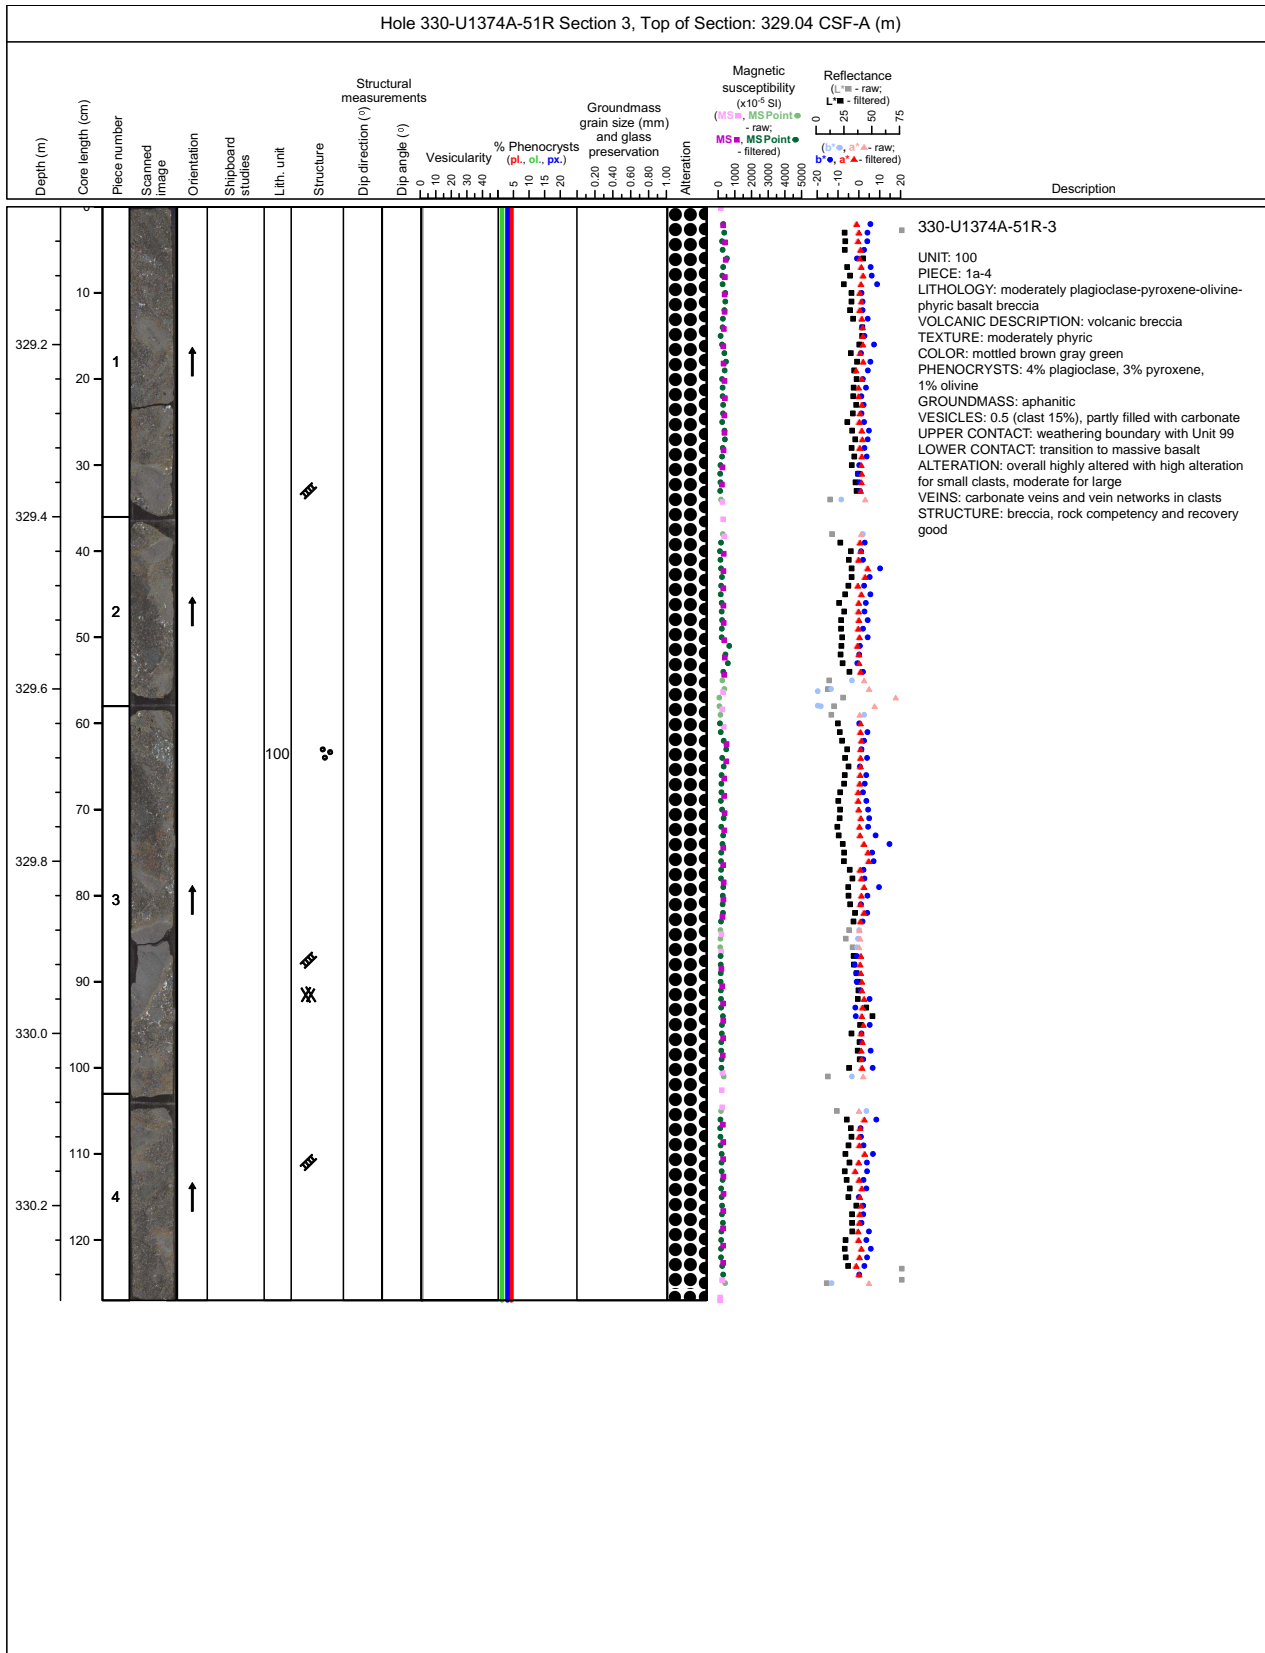 Hole 330-U1374A-51R Section 3, Top of Section: 329.04 CSF-A (m)
Depth (m)
Core length (cm)
Piece number
Scanned image
Orientation
Shipboard studies
Lith. unit
Structure
Structural measurements
Dip direction (°)
Dip angle (°)
Vesicularity
0 10 20 30 40
% Phenocrysts
(pl., ol., px.)
5 10 15 20
Groundmass grain size (mm) and glass preservation
0.20 0.40 0.60 0.80 1.00
Alteration
Magnetic susceptibility
(x10⁻⁵ SI)
(MS■, MSPoint●
- raw;
MS■, MSPoint●
- filtered)
0 1000 2000 3000 4000 5000
Reflectance
(L*■ - raw;
L*■ - filtered)
0 25 50 75
(b*●, a*▲- raw;
b*●, a*▲- filtered)
-20 -10 0 10 20
Description
0
10
329.2
1
20
30
329.4
40
2
50
329.6
60
100
70
329.8
80
3
90
330.0
100
110
4
330.2
120
330-U1374A-51R-3
UNIT: 100
PIECE: 1a-4
LITHOLOGY: moderately plagioclase-pyroxene-olivine-
phyric basalt breccia
VOLCANIC DESCRIPTION: volcanic breccia
TEXTURE: moderately phyric
COLOR: mottled brown gray green
PHENOCRYSTS: 4% plagioclase, 3% pyroxene,
1% olivine
GROUNDMASS: aphanitic
VESICLES: 0.5 (clast 15%), partly filled with carbonate
UPPER CONTACT: weathering boundary with Unit 99
LOWER CONTACT: transition to massive basalt
ALTERATION: overall highly altered with high alteration
for small clasts, moderate for large
VEINS: carbonate veins and vein networks in clasts
STRUCTURE: breccia, rock competency and recovery
good